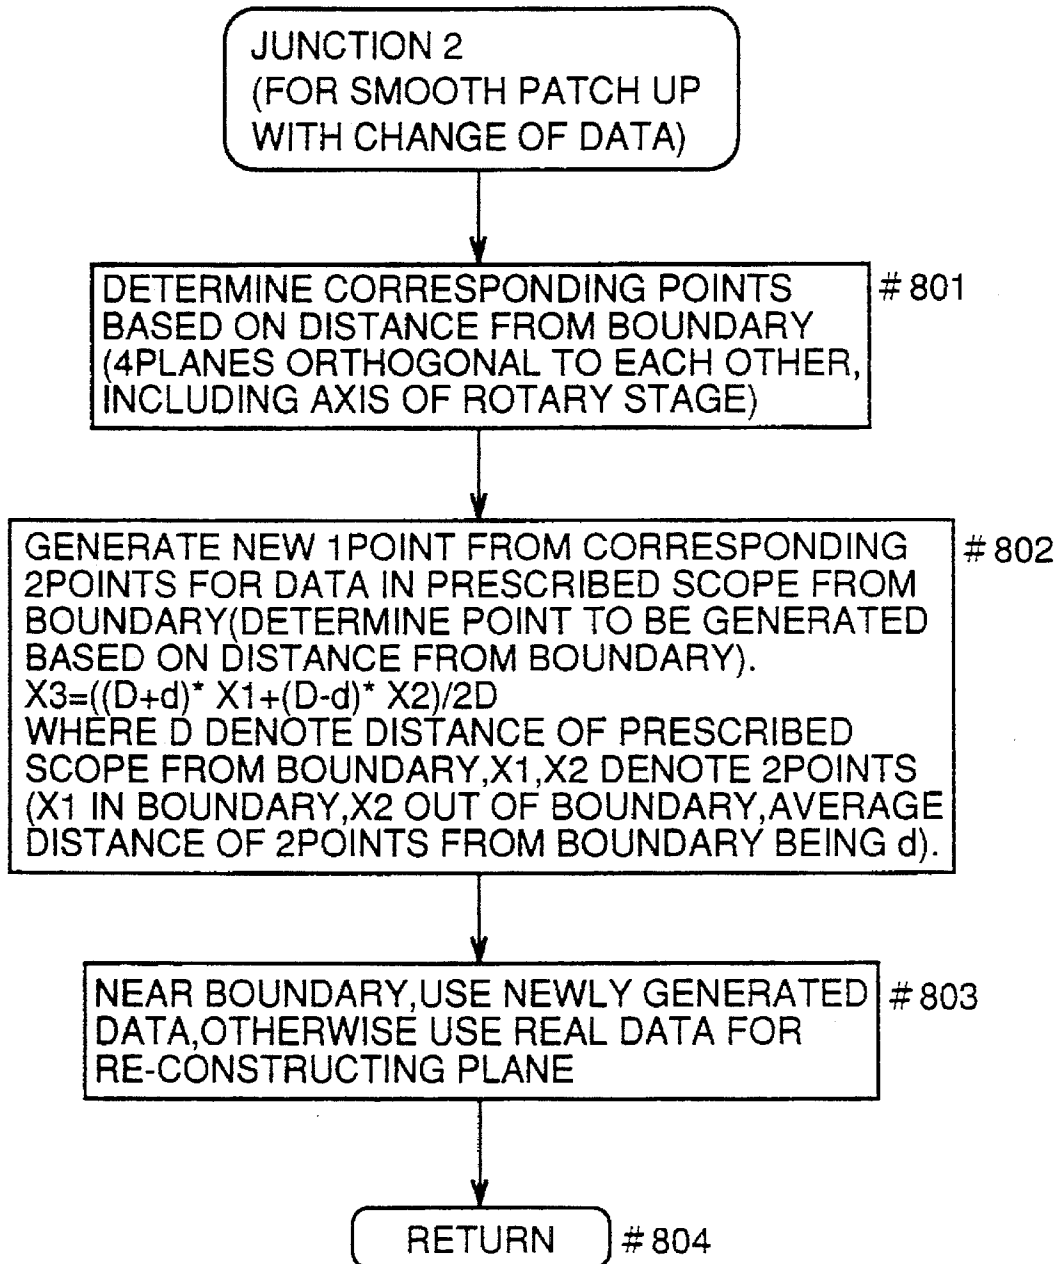 JUNCTION 2
(FOR SMOOTH PATCH UP
WITH CHANGE OF DATA)
DETERMINE CORRESPONDING POINTS
BASED ON DISTANCE FROM BOUNDARY
(4PLANES ORTHOGONAL TO EACH OTHER,
INCLUDING AXIS OF ROTARY STAGE)
#801
GENERATE NEW 1POINT FROM CORRESPONDING
2POINTS FOR DATA IN PRESCRIBED SCOPE FROM
BOUNDARY(DETERMINE POINT TO BE GENERATED
BASED ON DISTANCE FROM BOUNDARY).
X3=((D+d)* X1+(D-d)* X2)/2D
WHERE D DENOTE DISTANCE OF PRESCRIBED
SCOPE FROM BOUNDARY,X1,X2 DENOTE 2POINTS
(X1 IN BOUNDARY,X2 OUT OF BOUNDARY,AVERAGE
DISTANCE OF 2POINTS FROM BOUNDARY BEING d).
#802
NEAR BOUNDARY,USE NEWLY GENERATED
DATA,OTHERWISE USE REAL DATA FOR
RE-CONSTRUCTING PLANE
#803
RETURN
#804